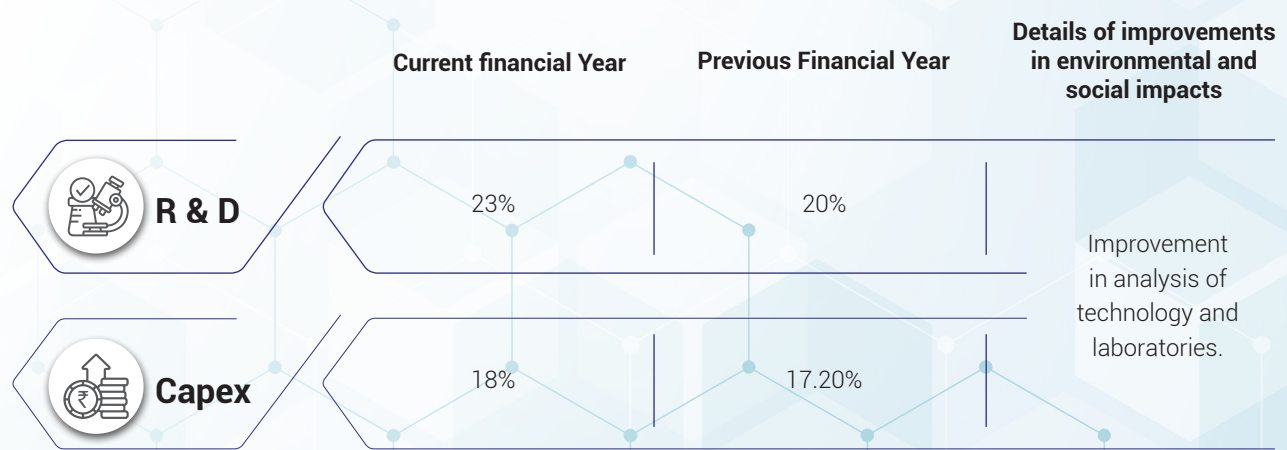 Current financial Year
Previous Financial Year
Details of improvements
in environmental and
social impacts
R & D
23%
20%
Improvement
in analysis of
technology and
laboratories.
₹
Capex
18%
17.20%